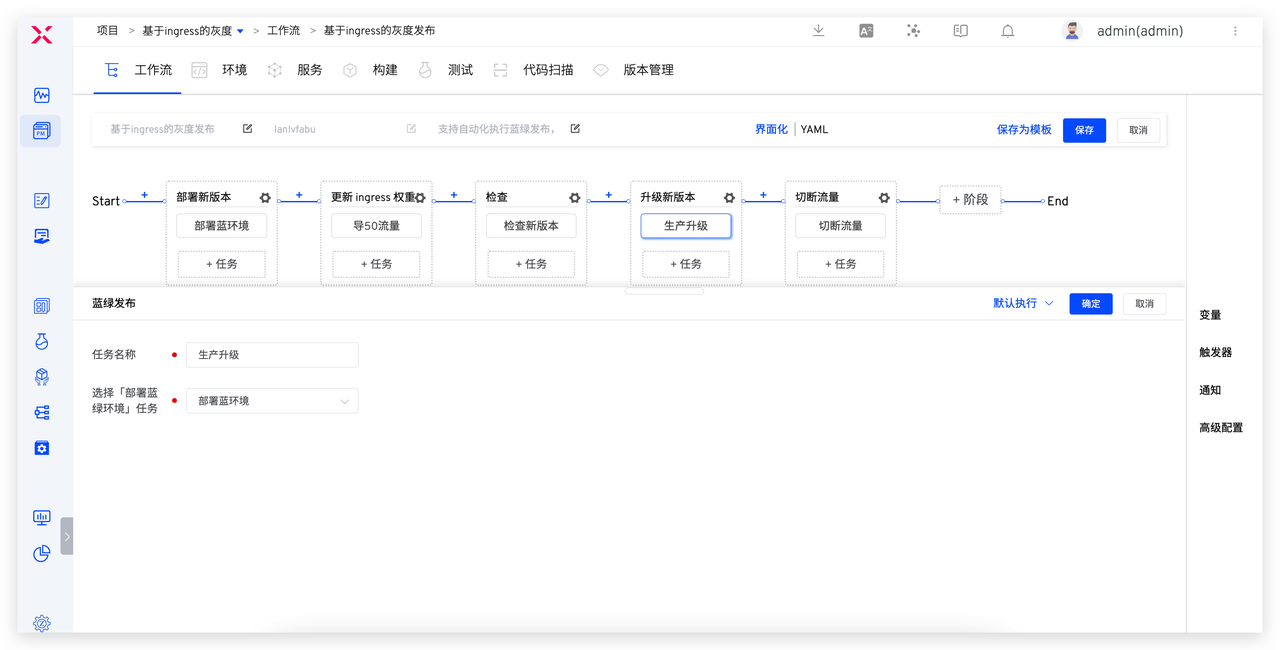 项目 > 基于ingress的灰度 > 工作流 > 基于ingress的灰度发布
admin(admin)
工作流 环境 服务 构建 测试 代码扫描 版本管理
基于ingress的灰度发布 lanlvfabu 支持自动化执行蓝绿发布， 界面化 YAML 保存为模板 保存 取消
Start 部署新版本 更新 ingress 权重 检查 升级新版本 切断流量 + 阶段 End
部署蓝环境 导50流量 检查新版本 生产升级 切断流量
+ 任务 + 任务 + 任务 + 任务 + 任务
蓝绿发布 默认执行 确定 取消
任务名称 生产升级
选择「部署蓝
绿环境」任务 部署蓝环境
变量
触发器
通知
高级配置
PM